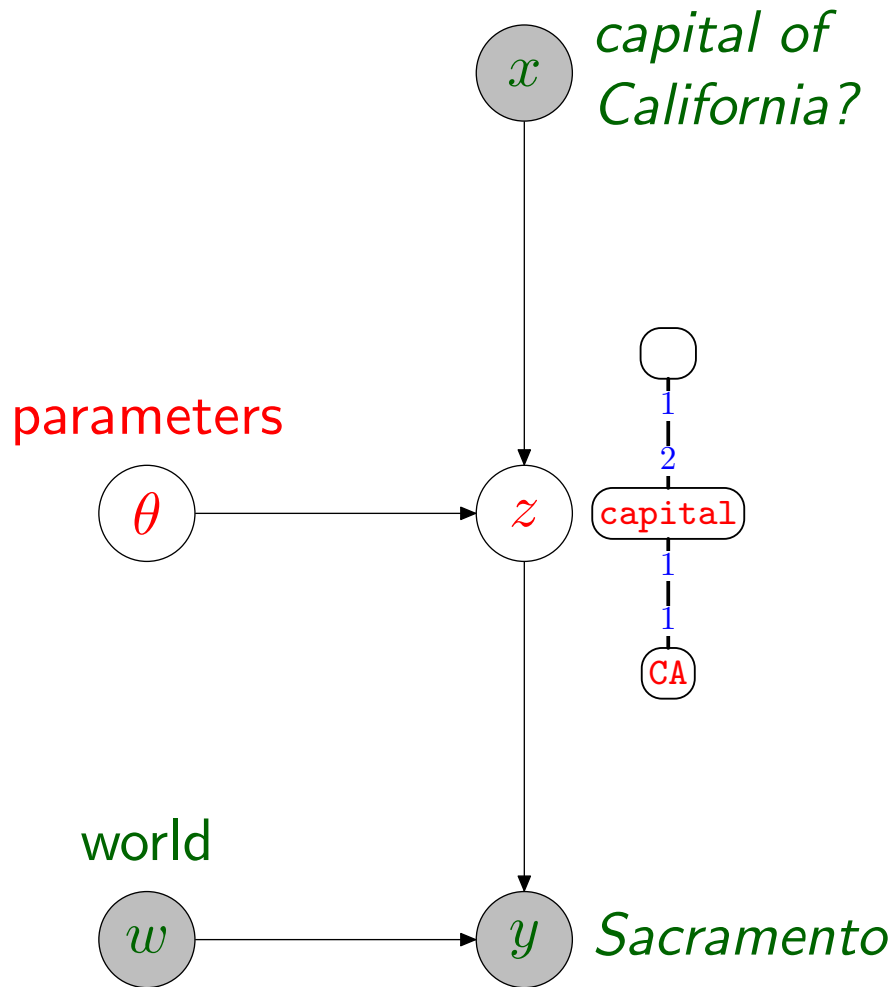 x
capital of
California?
1
2
parameters
θ
z
capital
1
1
CA
world
w
y
Sacramento